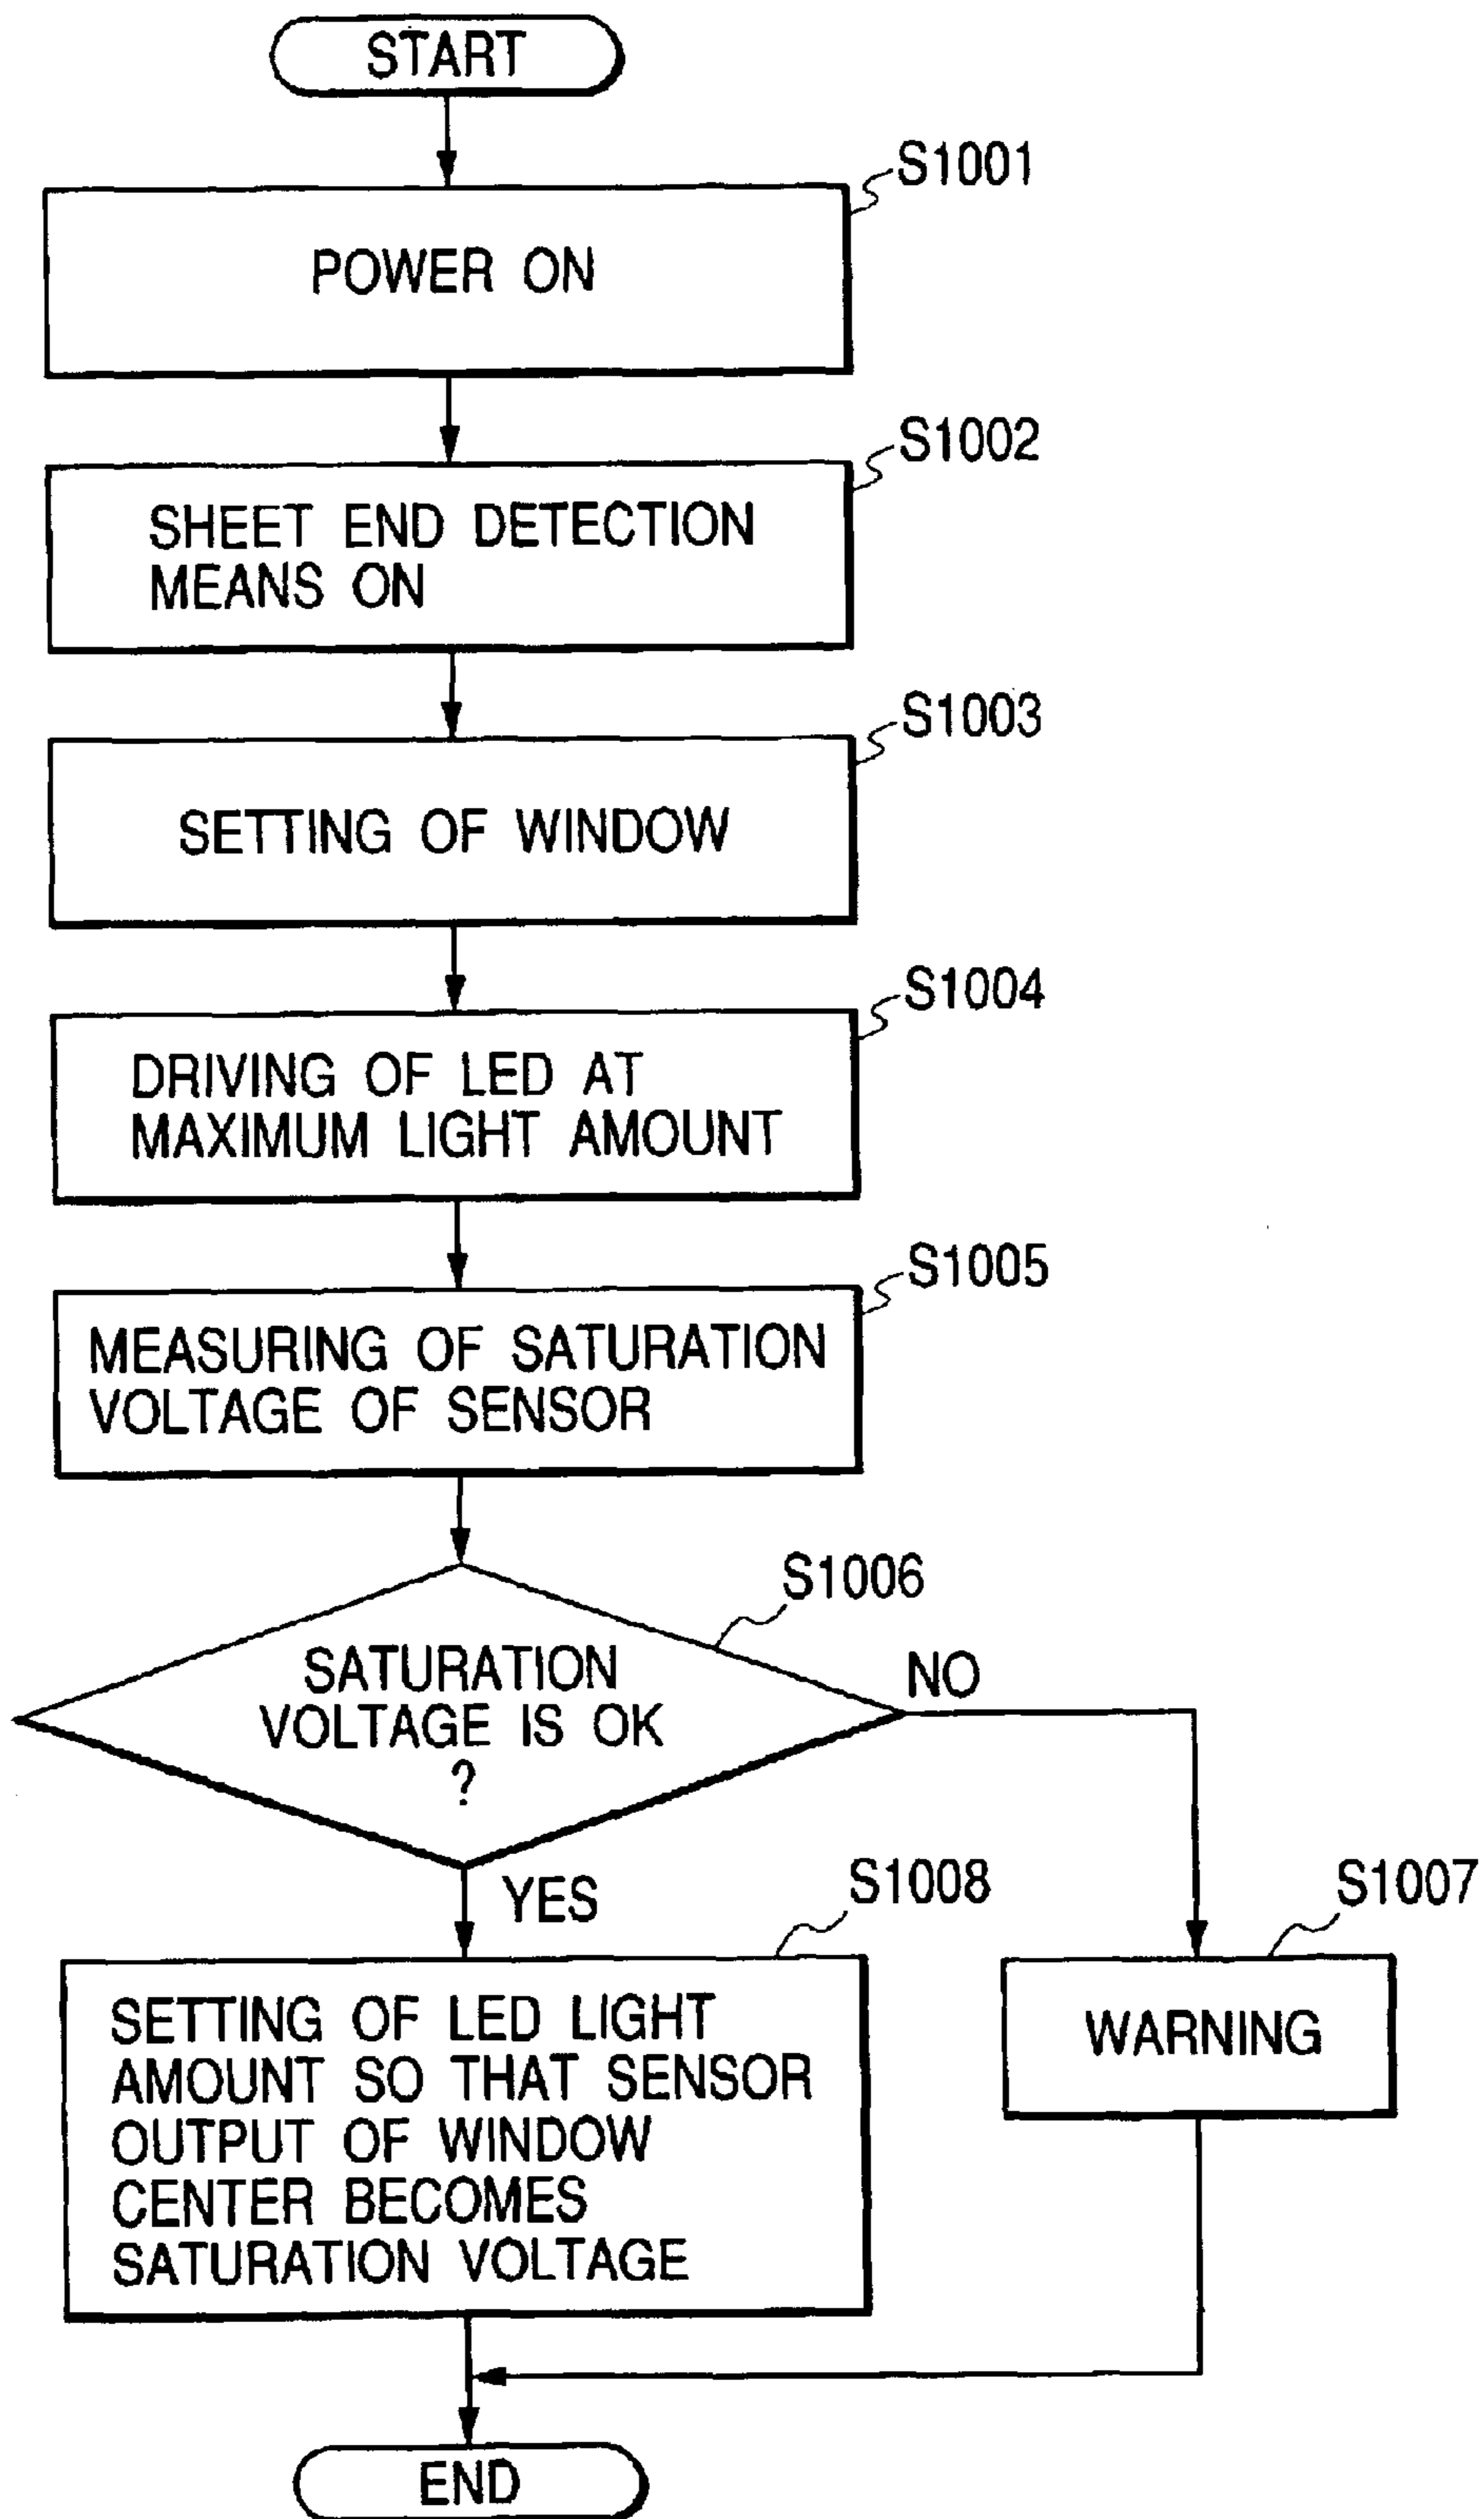 START
S1001
POWER ON
S1002
SHEET END DETECTION
MEANS ON
S1003
SETTING OF WINDOW
S1004
DRIVING OF LED AT
MAXIMUM LIGHT AMOUNT
S1005
MEASURING OF SATURATION
VOLTAGE OF SENSOR
S1006
SATURATION
VOLTAGE IS OK
?
NO
YES
S1008
S1007
SETTING OF LED LIGHT
AMOUNT SO THAT SENSOR
OUTPUT OF WINDOW
CENTER BECOMES
SATURATION VOLTAGE
WARNING
END